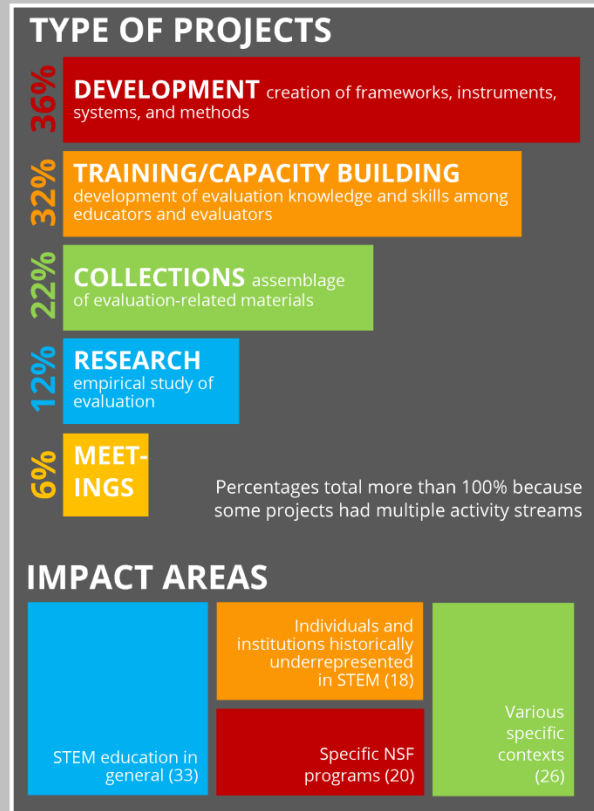 TYPE OF PROJECTS
36%
DEVELOPMENT creation of frameworks, instruments,
systems, and methods
32%
TRAINING/CAPACITY BUILDING
development of evaluation knowledge and skills among
educators and evaluators
22%
COLLECTIONS assemblage
of evaluation-related materials
12%
RESEARCH
empirical study of
evaluation
6%
MEET-
INGS
Percentages total more than 100% because
some projects had multiple activity streams
IMPACT AREAS
STEM education in
general (33)
Individuals and
institutions historically
underrepresented
in STEM (18)
Specific NSF
programs (20)
Various
specific
contexts
(26)